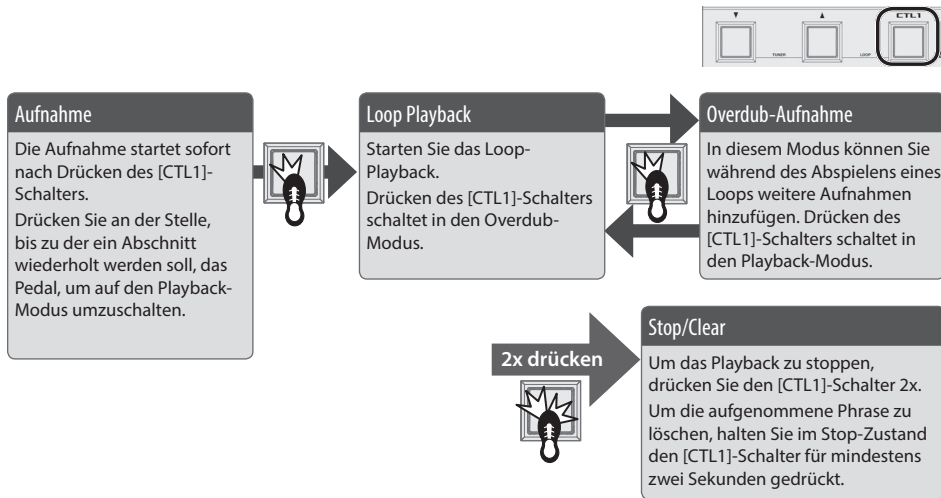 CTL1
TUNER
LOOP
Aufnahme
Die Aufnahme startet sofort
nach Drücken des [CTL1]-
Schalters.
Drücken Sie an der Stelle,
bis zu der ein Abschnitt
wiederholt werden soll, das
Pedal, um auf den Playback-
Modus umzuschalten.
Loop Playback
Starten Sie das Loop-
Playback.
Drücken des [CTL1]-Schalters
schaltet in den Overdub-
Modus.
Overdub-Aufnahme
In diesem Modus können Sie
während des Abspielens eines
Loops weitere Aufnahmen
hinzufügen. Drücken des
[CTL1]-Schalters schaltet in
den Playback-Modus.
2x drücken
Stop/Clear
Um das Playback zu stoppen,
drücken Sie den [CTL1]-Schalter 2x.
Um die aufgenommene Phrase zu
löschen, halten Sie im Stop-Zustand
den [CTL1]-Schalter für mindestens
zwei Sekunden gedrückt.